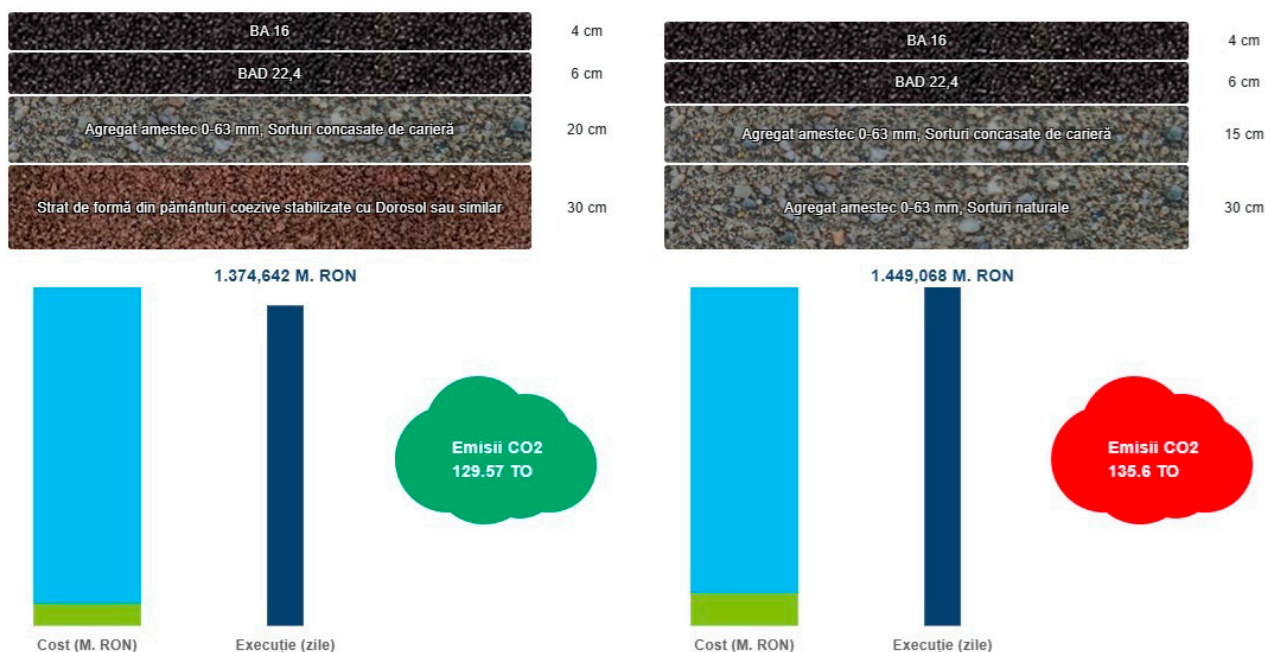 BA 16
4 cm
BAD 22,4
6 cm
Agregat amestec 0-63 mm, Sorturi concasate de carieră
20 cm
Strat de formă din pământuri coezive stabilizate cu Dorosol sau similar
30 cm
1.374,642 M. RON
Emisii CO2
129.57 TO
Cost (M. RON)
Execuție (zile)
BA 16
4 cm
BAD 22,4
6 cm
Agregat amestec 0-63 mm, Sorturi concasate de carieră
15 cm
Agregat amestec 0-63 mm, Sorturi naturale
30 cm
1.449,068 M. RON
Emisii CO2
135.6 TO
Cost (M. RON)
Execuție (zile)